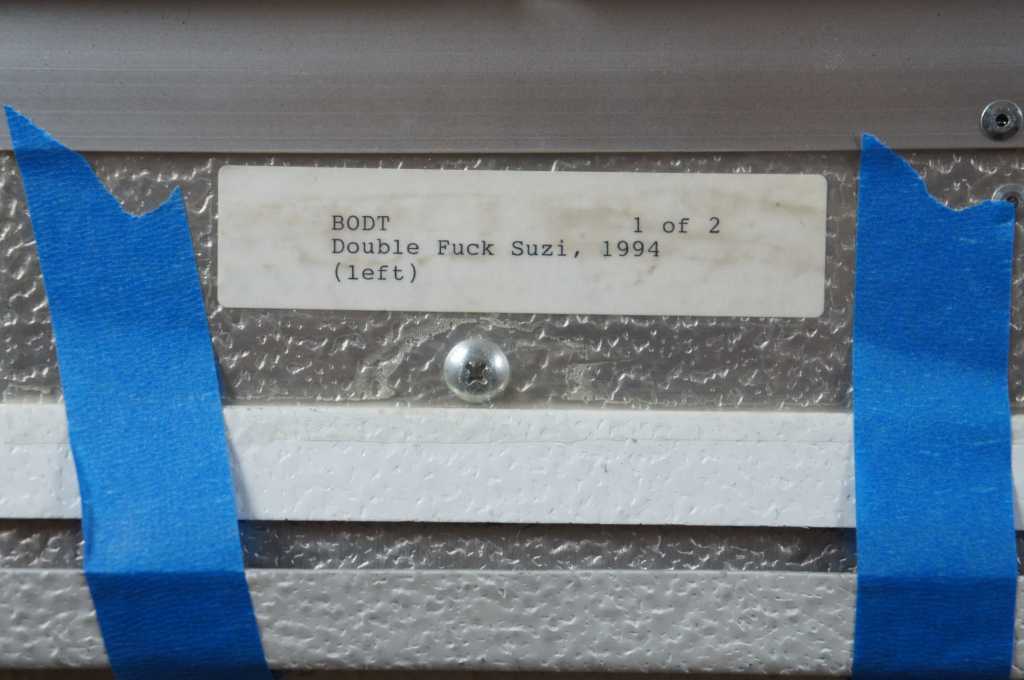 BODT 1 of 2
Double Fuck Suzi, 1994
(left)